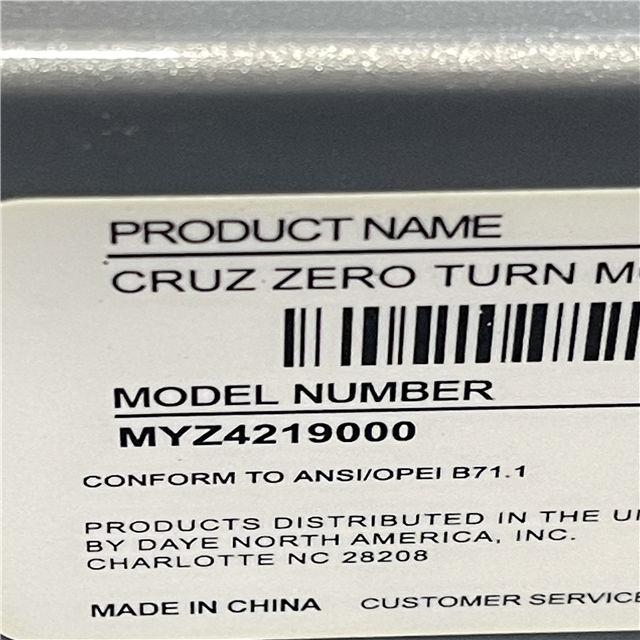 PRODUCT NAME
CRUZ ZERO TURN
MODEL NUMBER
MYZ4219000
CONFORM TO ANSI/OPEI B71.1
PRODUCTS DISTRIBUTED IN THE
BY DAYE NORTH AMERICA, INC.
CHARLOTTE NC 28208
MADE IN CHINA CUSTOMER SERVICE